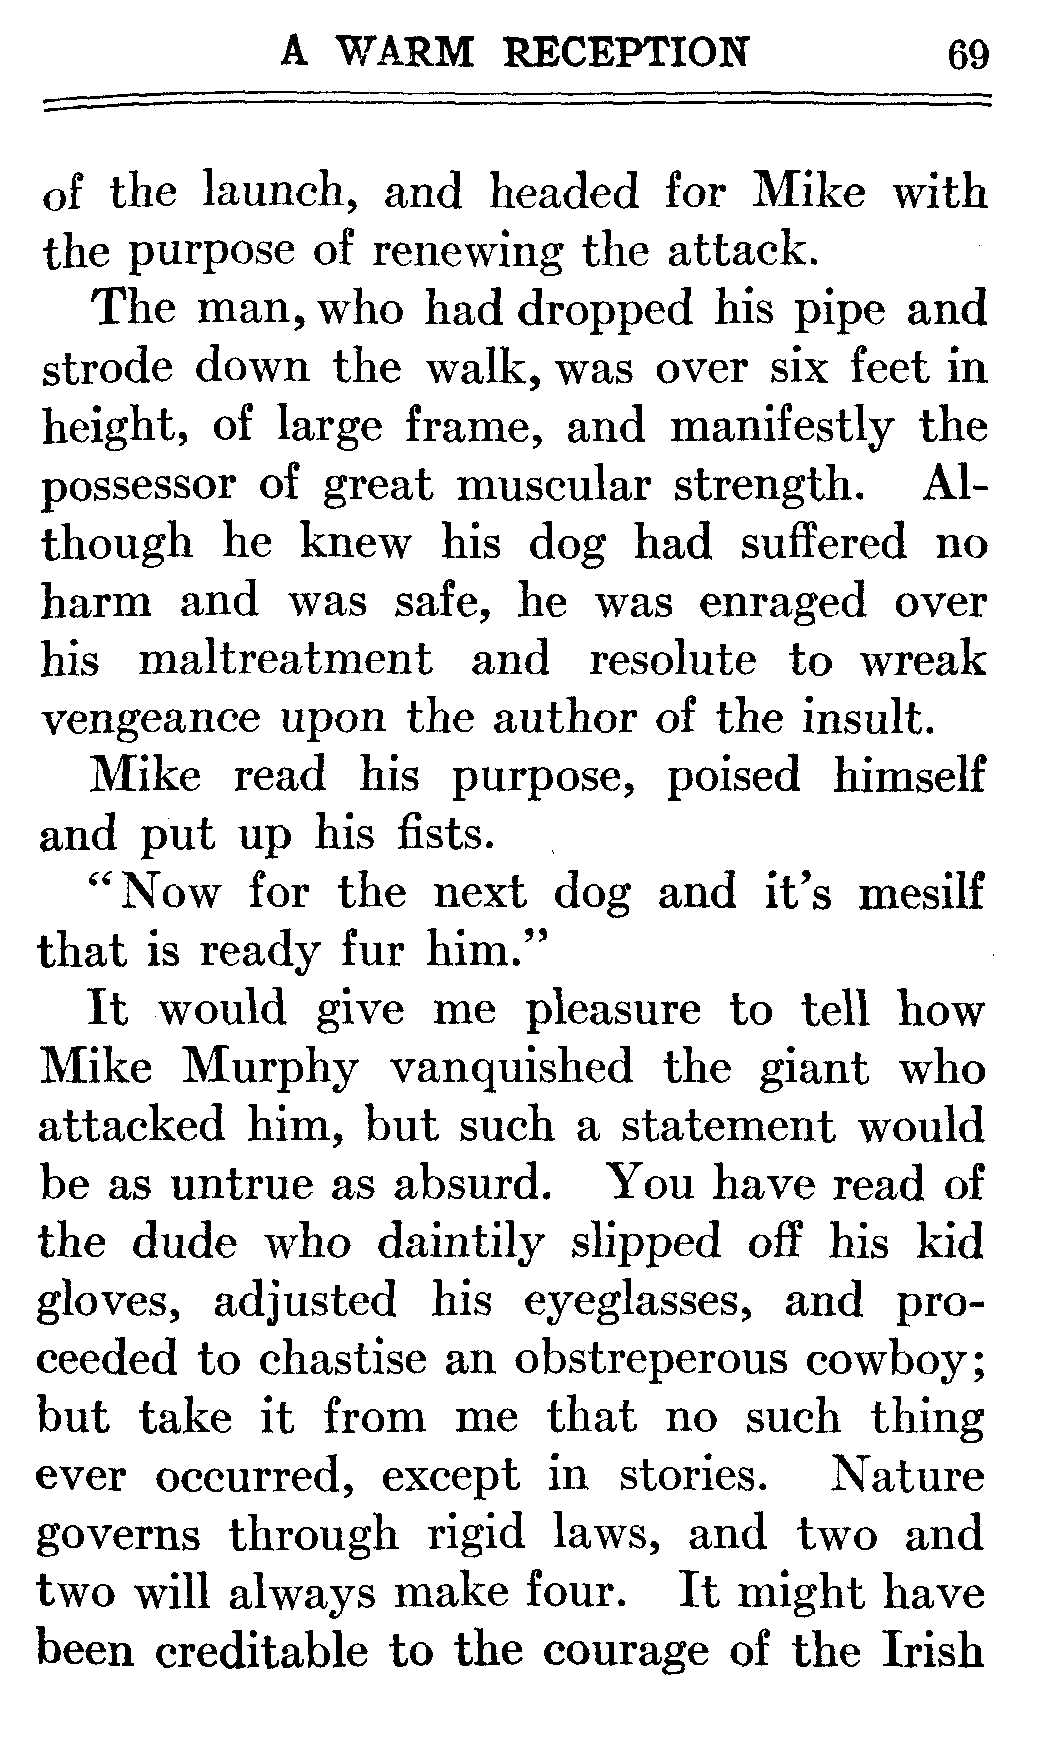 A WARM RECEPTION 69
of the launch, and headed for Mike with
the purpose of renewing the attack.
The man, who had dropped his pipe and
strode down the walk, was over six feet in
height, of large frame, and manifestly the
possessor of great muscular strength. Al-
though he knew his dog had suffered no
harm and was safe, he was enraged over
his maltreatment and resolute to wreak
vengeance upon the author of the insult.
Mike read his purpose, poised himself
and put up his fists.
“Now for the next dog and it’s mesilf
that is ready fur him.”
It would give me pleasure to tell how
Mike Murphy vanquished the giant who
attacked him, but such a statement would
be as untrue as absurd. You have read of
the dude who daintily slipped off his kid
gloves, adjusted his eyeglasses, and pro-
ceeded to chastise an obstreperous cowboy;
but take it from me that no such thing
ever occurred, except in stories. Nature
governs through rigid laws, and two and
two will always make four. It might have
been creditable to the courage of the Irish